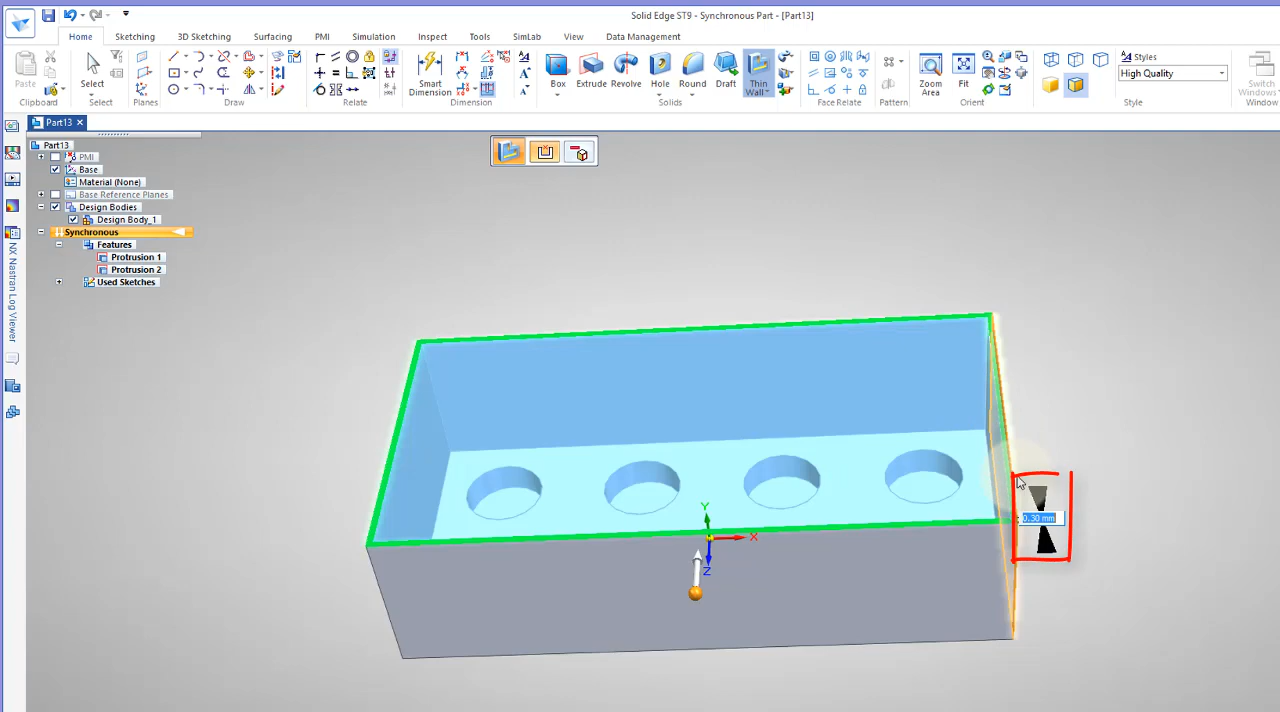 Solid Edge ST9 - Synchronous Part - [Part13]
Home
Sketching
3D Sketching
Surfacing
PMI
Simulation
Inspect
Tools
SimLab
View
Data Management
Paste
Clipboard
Select
Select
Planes
Draw
Relate
Smart
Dimension
Dimension
Box
Extrude
Revolve
Hole
Round
Draft
Thin
Wall
Solids
Face Relate
Pattern
Zoom
Area
Fit
Orient
Styles
High Quality
Style
Switch
Windows
Window
Part13
Part13
PMI
Base
Material (None)
Base Reference Planes
Design Bodies
Design Body_1
Synchronous
Features
Protrusion 1
Protrusion 2
Used Sketches
NX Nastran Log Viewer
Y
X
Z
0.30 mm